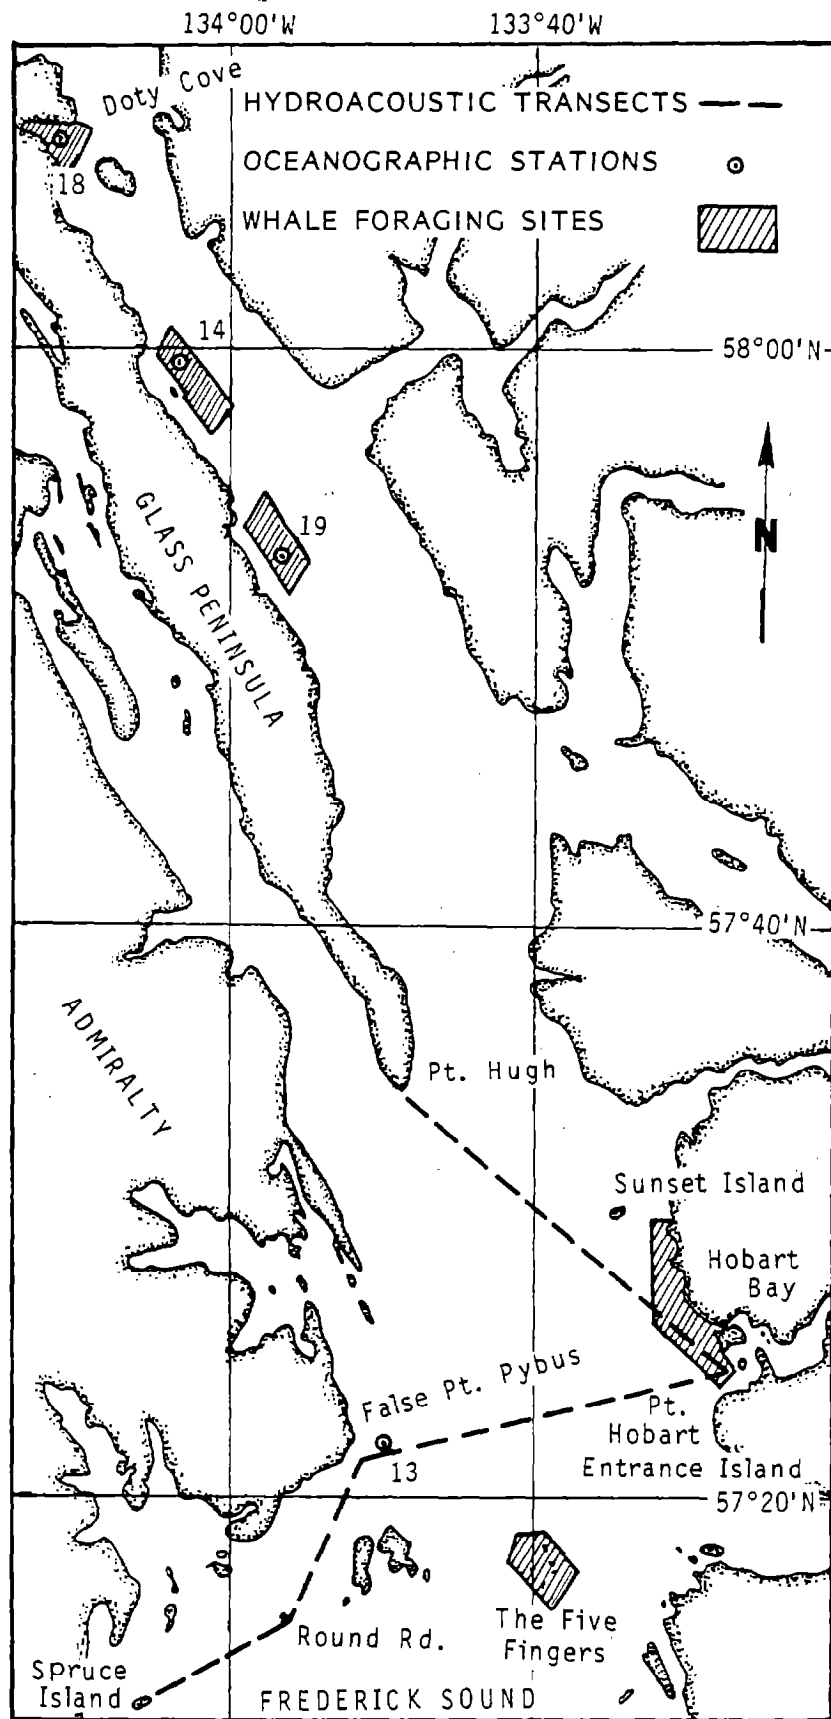 134°00'W 133°40'W
Doty Cove
HYDROACOUSTIC TRANSECTS
OCEANOGRAPHIC STATIONS
18
WHALE FORAGING SITES
14
58°00'N
19
N
GLASS PENINSULA
57°40'N
ADMIRALTY
Pt. Hugh
Sunset Island
Hobart
Bay
False Pt. Pybus
Pt.
Hobart
13
Entrance Island
57°20'N
Round Rd.
The Five
Fingers
Spruce
Island
FREDERICK SOUND